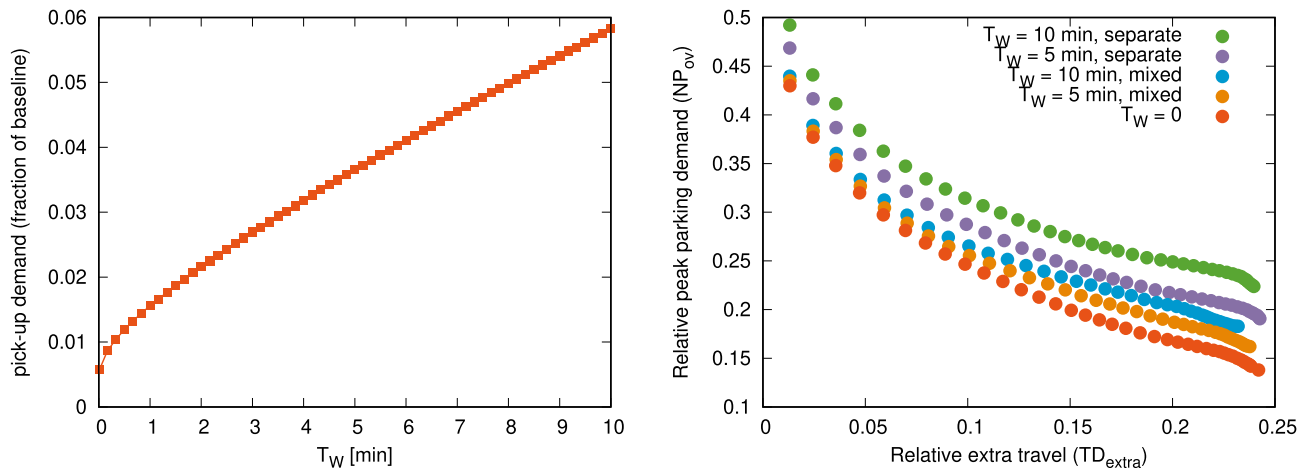 pick-up demand (fraction of baseline)
0.06
0.05
0.04
0.03
0.02
0.01
0
0 1 2 3 4 5 6 7 8 9 10
T_W [min]
Relative peak parking demand (NP_ov)
0.5
0.45
0.4
0.35
0.3
0.25
0.2
0.15
0.1
T_W = 10 min, separate
T_W = 5 min, separate
T_W = 10 min, mixed
T_W = 5 min, mixed
T_W = 0
0 0.05 0.1 0.15 0.2 0.25
Relative extra travel (TD_extra)